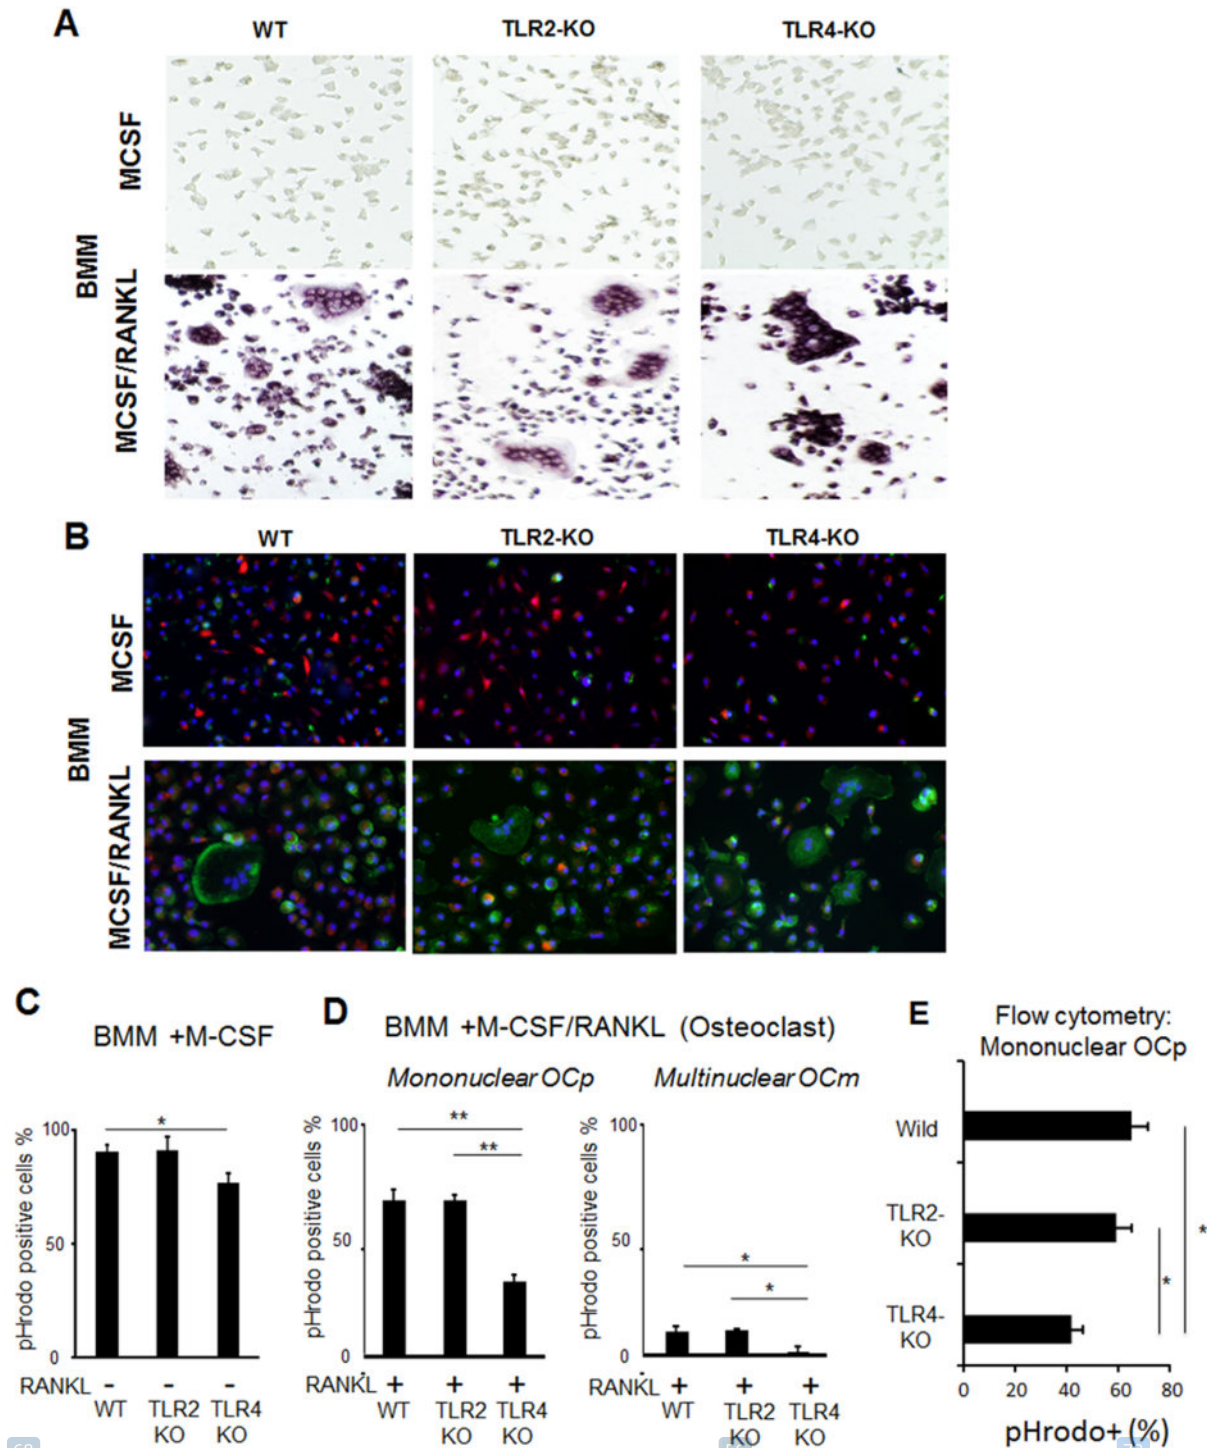 A
WT
TLR2-KO
TLR4-KO
BMM
MCSF
MCSF/RANKL
B
WT
TLR2-KO
TLR4-KO
BMM
MCSF
MCSF/RANKL
C
BMM +M-CSF
pHrodo positive cells %
100
50
0
*
RANKL - - -
WT TLR2 TLR4
KO KO
D
BMM +M-CSF/RANKL (Osteoclast)
Mononuclear OCp
pHrodo positive cells %
100
50
0
**
**
RANKL + + +
WT TLR2 TLR4
KO KO
Multinuclear OCm
pHrodo positive cells %
100
50
0
*
*
RANKL + + +
WT TLR2 TLR4
KO KO
E
Flow cytometry:
Mononuclear OCp
Wild
TLR2-
KO
TLR4-
KO
*
*
0 20 40 60 80
pHrodo+ (%)